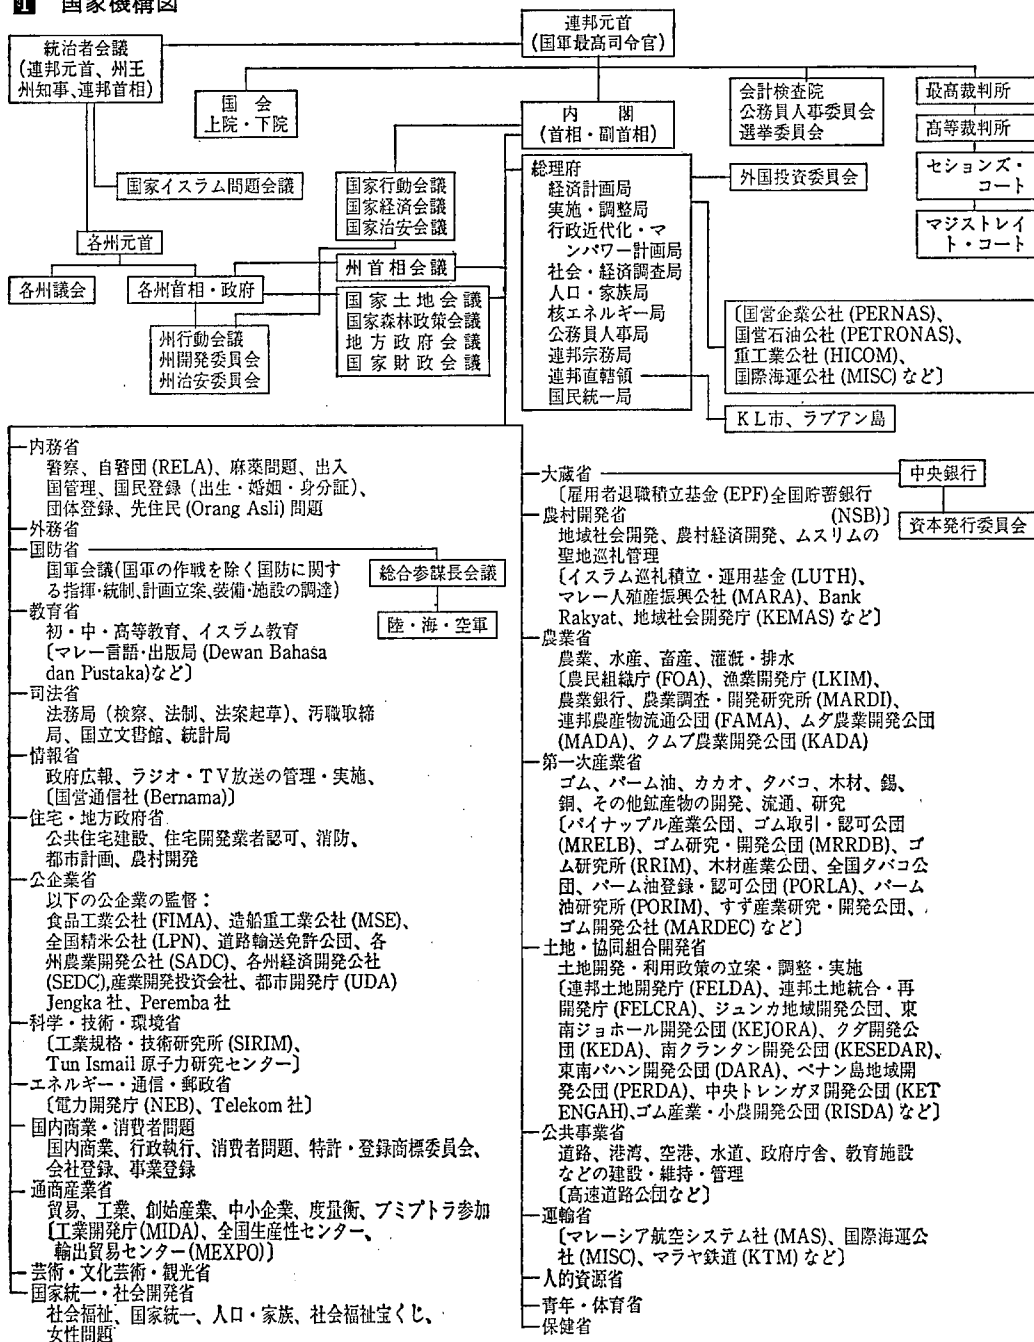 1 国家機構図
連邦元首
(国軍最高司令官)
統治者会議
(連邦元首、州王
州知事、連邦首相)
国　会
上院・下院
内　閣
(首相・副首相)
会計検査院
公務員人事委員会
選挙委員会
最高裁判所
高等裁判所
セションズ・
コート
マジストレイ
ト・コート
国家イスラム問題会議
国家行動会議
国家経済会議
国家治安会議
総理府
経済計画局
実施・調整局
行政近代化・マ
ンパワー計画局
社会・経済調査局
人口・家族局
核エネルギー局
公務員人事局
連邦宗務局
連邦直轄領
国民統一局
外国投資委員会
各州元首
州首相会議
各州議会
各州首相・政府
国家土地会議
国家森林政策会議
地方政府会議
国家財政会議
州行動会議
州開発委員会
州治安委員会
〔国営企業公社(PERNAS)、
国営石油公社(PETRONAS)、
重工業公社(HICOM)、
国際海運公社(MISC)など〕
KL市、ラブアン島
内務省
警察、自警団(RELA)、麻薬問題、出入
国管理、国民登録(出生・婚姻・身分証)、
団体登録、先住民(Orang Asli)問題
外務省
国防省
国軍会議(国軍の作戦を除く国防に関す
る指揮・統制、計画立案、装備・施設の調達)
総合参謀長会議
陸・海・空軍
教育省
初・中・高等教育、イスラム教育
〔マレー言語・出版局(Dewan Bahasa
dan Pustaka)など〕
司法省
法務局(検察、法制、法案起草)、汚職取締
局、国立文書館、統計局
情報省
政府広報、ラジオ・TV放送の管理・実施、
〔国営通信社(Bernama)〕
住宅・地方政府省
公共住宅建設、住宅開発業者認可、消防、
都市計画、農村開発
公企業省
以下の公企業の監督：
食品工業公社(FIMA)、造船重工業公社(MSE)、
全国精米公社(LPN)、道路輸送免許公団、各
州農業開発公社(SADC)、各州経済開発公社
(SEDC),産業開発投資会社、都市開発庁(UDA)
Jengka社、Peremba社
科学・技術・環境省
〔工業規格・技術研究所(SIRIM)、
Tun Ismail原子力研究センター〕
エネルギー・通信・郵政省
〔電力開発庁(NEB)、Telekom社〕
国内商業・消費者問題
国内商業、行政執行、消費者問題、特許・登録商標委員会、
会社登録、事業登録
通商産業省
貿易、工業、創始産業、中小企業、度量衡、ブミプトラ参加
〔工業開発庁(MIDA)、全国生産性センター、
輸出貿易センター(MEXPO)〕
芸術・文化芸術・観光省
国家統一・社会開発省
社会福祉、国家統一、人口・家族、社会福祉宝くじ、
女性問題
大蔵省
中央銀行
〔雇用者退職積立基金(EPF)全国貯蓄銀行
(NSB)〕
資本発行委員会
農村開発省
地域社会開発、農村経済開発、ムスリムの
聖地巡礼管理
〔イスラム巡礼積立・運用基金(LUTH)、
マレー人殖産振興公社(MARA)、Bank
Rakyat、地域社会開発庁(KEMAS)など〕
農業省
農業、水産、畜産、灌漑・排水
〔農民組織庁(FOA)、漁業開発庁(LKIM)、
農業銀行、農業調査・開発研究所(MARDI)、
連邦農産物流通公団(FAMA)、ムダ農業開発公団
(MADA)、クムブ農業開発公団(KADA)
第一次産業省
ゴム、パーム油、カカオ、タバコ、木材、錫、
銅、その他鉱産物の開発、流通、研究
〔パイナップル産業公団、ゴム取引・認可公団
(MRELB)、ゴム研究・開発公団(MRRDB)、ゴ
ム研究所(RRIM)、木材産業公団、全国タバコ公
団、パーム油登録・認可公団(PORLA)、パーム
油研究所(PORIM)、すず産業研究・開発公団、
ゴム開発公社(MARDEC)など〕
土地・協同組合開発省
土地開発・利用政策の立案・調整・実施
〔連邦土地開発庁(FELDA)、連邦土地統合・再
開発庁(FELCRA)、ジュンカ地域開発公団、東
南ジョホール開発公団(KEJORA)、クダ開発公
団(KEDA)、南クランタン開発公団(KESEDAR)、
東南パハン開発公団(DARA)、ペナン島地域開
発公団(PERDA)、中央トレンガヌ開発公団(KET
ENGAH)、ゴム産業・小農開発公団(RISDA)など〕
公共事業省
道路、港湾、空港、水道、政府庁舎、教育施設
などの建設・維持・管理
〔高速道路公団など〕
運輸省
〔マレーシア航空システム社(MAS)、国際海運公
社(MISC)、マラヤ鉄道(KTM)など〕
人的資源省
青年・体育省
保健省